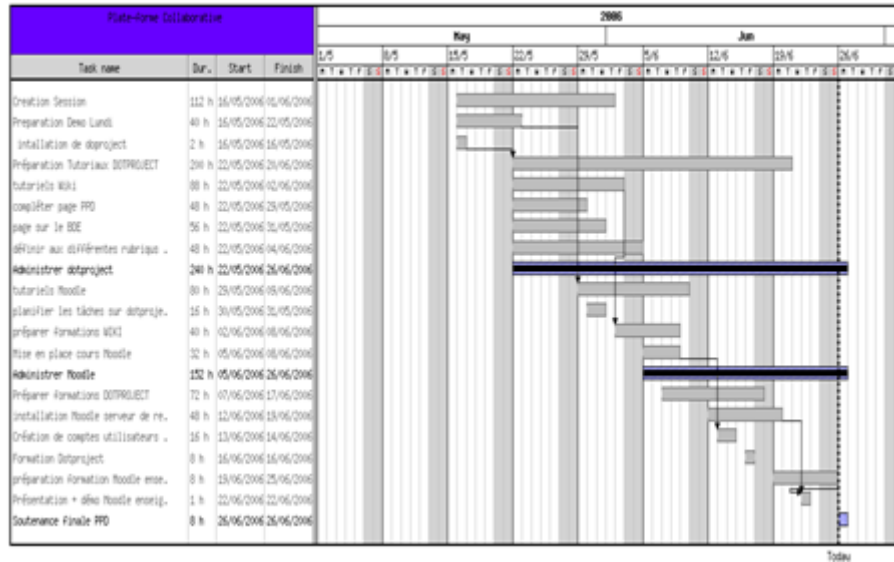 Plate-forme Collaborative
2006
May Jun
1/5 8/5 15/5 22/5 29/5 5/6 12/6 19/6 26/6
Task name Dur. Start Finish
Creation Session 112 h 16/05/2006 01/06/2006
Preparation Demo Lundi 40 h 16/05/2006 22/05/2006
intallation de doproject 2 h 16/05/2006 16/05/2006
Préparation Tutoriaux DOTPROJECT 200 h 22/05/2006 20/06/2006
tutoriels Wiki 88 h 22/05/2006 02/06/2006
compléter page PPD 48 h 22/05/2006 29/05/2006
page sur le BDE 56 h 22/05/2006 31/05/2006
définir aux différentes rubriqu . 48 h 22/05/2006 04/06/2006
Administrer dotproject 240 h 22/05/2006 26/06/2006
tutoriels Moodle 80 h 29/05/2006 09/06/2006
planifier les tâches sur dotproje. 16 h 30/05/2006 31/05/2006
préparer formations WIKI 40 h 02/06/2006 08/06/2006
Mise en place cours Moodle 32 h 05/06/2006 08/06/2006
Administrer Moodle 152 h 05/06/2006 26/06/2006
Préparer formations DOTPROJECT 72 h 07/06/2006 17/06/2006
installation Moodle serveur de re. 48 h 12/06/2006 19/06/2006
Création de comptes utilisateurs . 16 h 13/06/2006 14/06/2006
Formation Dotproject 8 h 16/06/2006 16/06/2006
préparation formation Moodle ense. 8 h 19/06/2006 25/06/2006
Présentation + démo Moodle enseig. 1 h 22/06/2006 22/06/2006
Soutenance finale PPD 8 h 26/06/2006 26/06/2006
Today